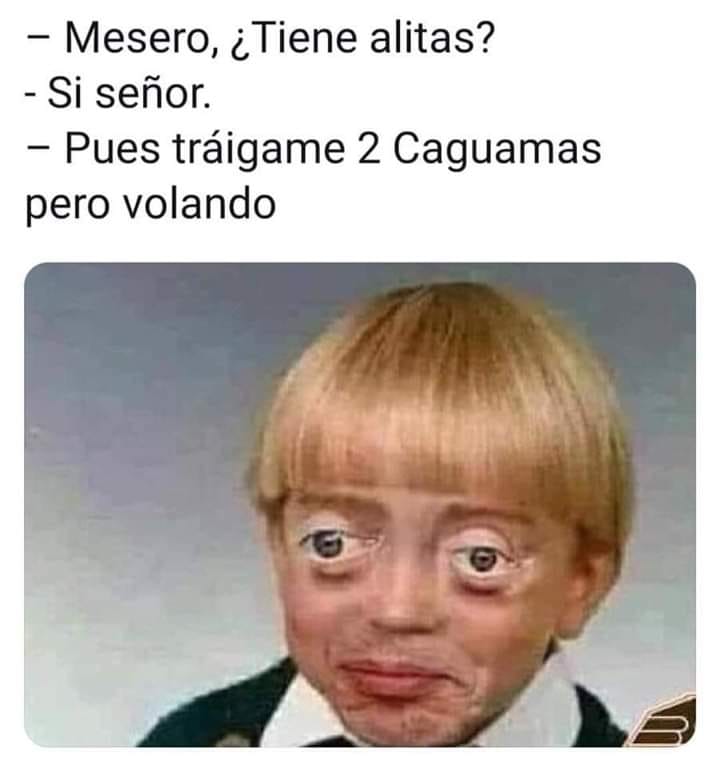 – Mesero, ¿Tiene alitas?
- Si señor.
– Pues tráigame 2 Caguamas
pero volando